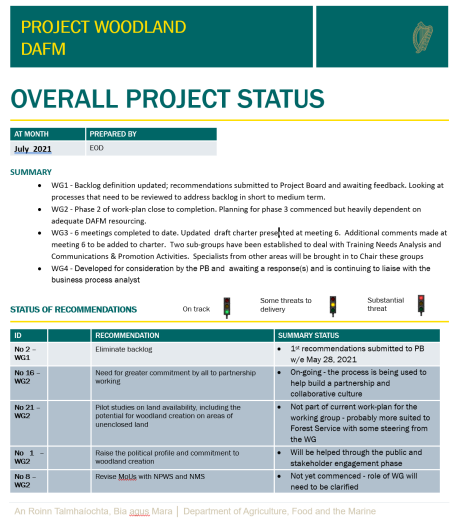 PROJECT WOODLAND
DAFM
OVERALL PROJECT STATUS
AT MONTH PREPARED BY
July 2021 EOD
SUMMARY
• WG1 - Backlog definition updated; recommendations submitted to Project Board and awaiting feedback. Looking at
processes that need to be reviewed to address backlog in short to medium term.
• WG2 - Phase 2 of work-plan close to completion. Planning for phase 3 commenced but heavily dependent on
adequate DAFM resourcing.
• WG3 - 6 meetings completed to date. Updated draft charter presented at meeting 6. Additional comments made at
meeting 6 to be added to charter. Two sub-groups have been established to deal with Training Needs Analysis and
Communications & Promotion Activities. Specialists from other areas will be brought in to Chair these groups
• WG4 - Developed for consideration by the PB and awaiting a response(s) and is continuing to liaise with the
business process analyst
STATUS OF RECOMMENDATIONS On track Some threats to delivery Substantial threat
ID RECOMMENDATION SUMMARY STATUS
No 2 – WG1 Eliminate backlog • 1st recommendations submitted to PB
w/e May 28, 2021
No 16 – WG2 Need for greater commitment by all to partnership
working • On-going - the process is being used to
help build a partnership and
collaborative culture
No 21 - WG2 Pilot studies on land availability, including the
potential for woodland creation on areas of
unenclosed land • Not part of current work-plan for the
working group - probably more suited to
Forest Service with some steering from
the WG
No 1 – WG2 Raise the political profile and commitment to
woodland creation • Will be helped through the public and
stakeholder engagement phase
No 8 – WG2 Revise MoUs with NPWS and NMS • Not yet commenced - role of WG will
need to be clarified
An Roinn Talmhaíochta, Bia agus Mara | Department of Agriculture, Food and the Marine